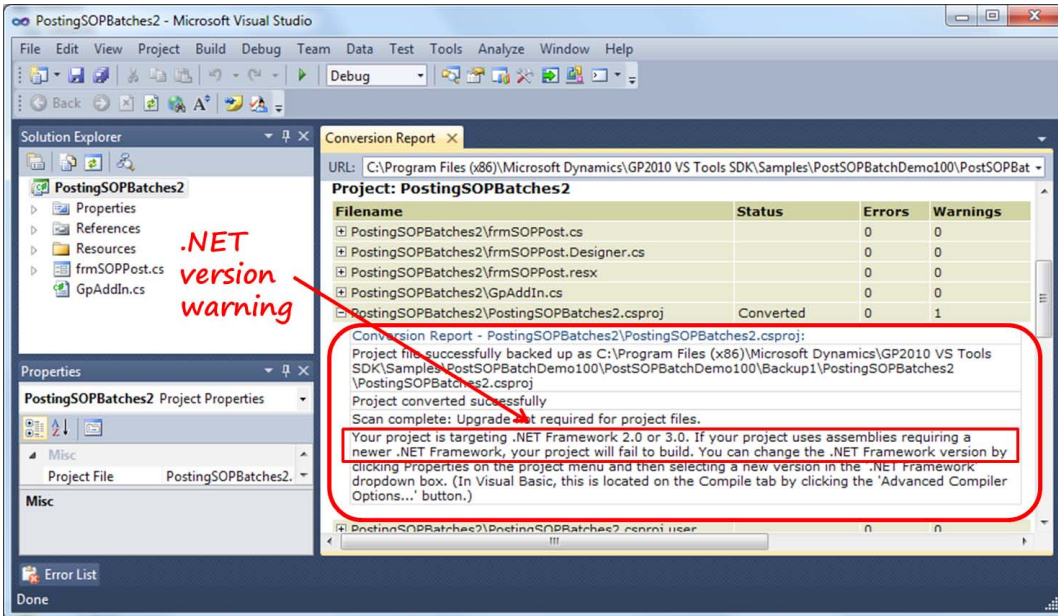 PostingSOPBatches2 - Microsoft Visual Studio
File Edit View Project Build Debug Team Data Test Tools Analyze Window Help
Debug
Back
Solution Explorer
PostingSOPBatches2
Properties
References
Resources
frmSOPPost.cs
GpAddIn.cs
.NET
version
warning
Properties
PostingSOPBatches2 Project Properties
Misc
Project File PostingSOPBatches2.
Misc
Conversion Report
URL: C:\Program Files (x86)\Microsoft Dynamics\GP2010 VS Tools SDK\Samples\PostSOPBatchDemo100\PostSOPBat
Project: PostingSOPBatches2
Filename Status Errors Warnings
PostingSOPBatches2\frmSOPPost.cs 0 0
PostingSOPBatches2\frmSOPPost.Designer.cs 0 0
PostingSOPBatches2\frmSOPPost.resx 0 0
PostingSOPBatches2\GpAddIn.cs 0 0
PostingSOPBatches2\PostingSOPBatches2.csproj Converted 0 1
Conversion Report - PostingSOPBatches2\PostingSOPBatches2.csproj:
Project file successfully backed up as C:\Program Files (x86)\Microsoft Dynamics\GP2010 VS Tools
SDK\Samples\PostSOPBatchDemo100\PostSOPBatchDemo100\Backup1\PostingSOPBatches2
\PostingSOPBatches2.csproj
Project converted successfully
Scan complete: Upgrade not required for project files.
Your project is targeting .NET Framework 2.0 or 3.0. If your project uses assemblies requiring a
newer .NET Framework, your project will fail to build. You can change the .NET Framework version by
clicking Properties on the project menu and then selecting a new version in the '.NET Framework'
dropdown box. (In Visual Basic, this is located on the Compile tab by clicking the 'Advanced Compiler
Options...' button.)
PostingSOPBatches2\PostingSOPBatches2.csproj.user 0 0
Error List
Done